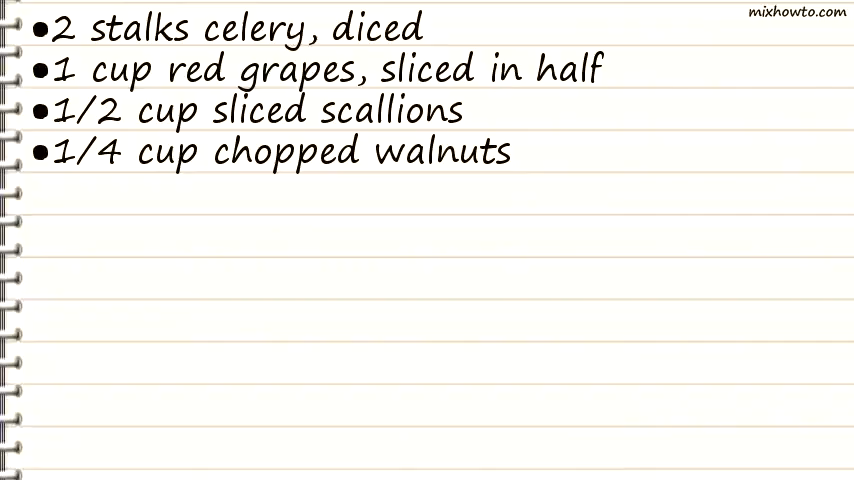 mixhowto.com
•2 stalks celery, diced
•1 cup red grapes, sliced in half
•1/2 cup sliced scallions
•1/4 cup chopped walnuts